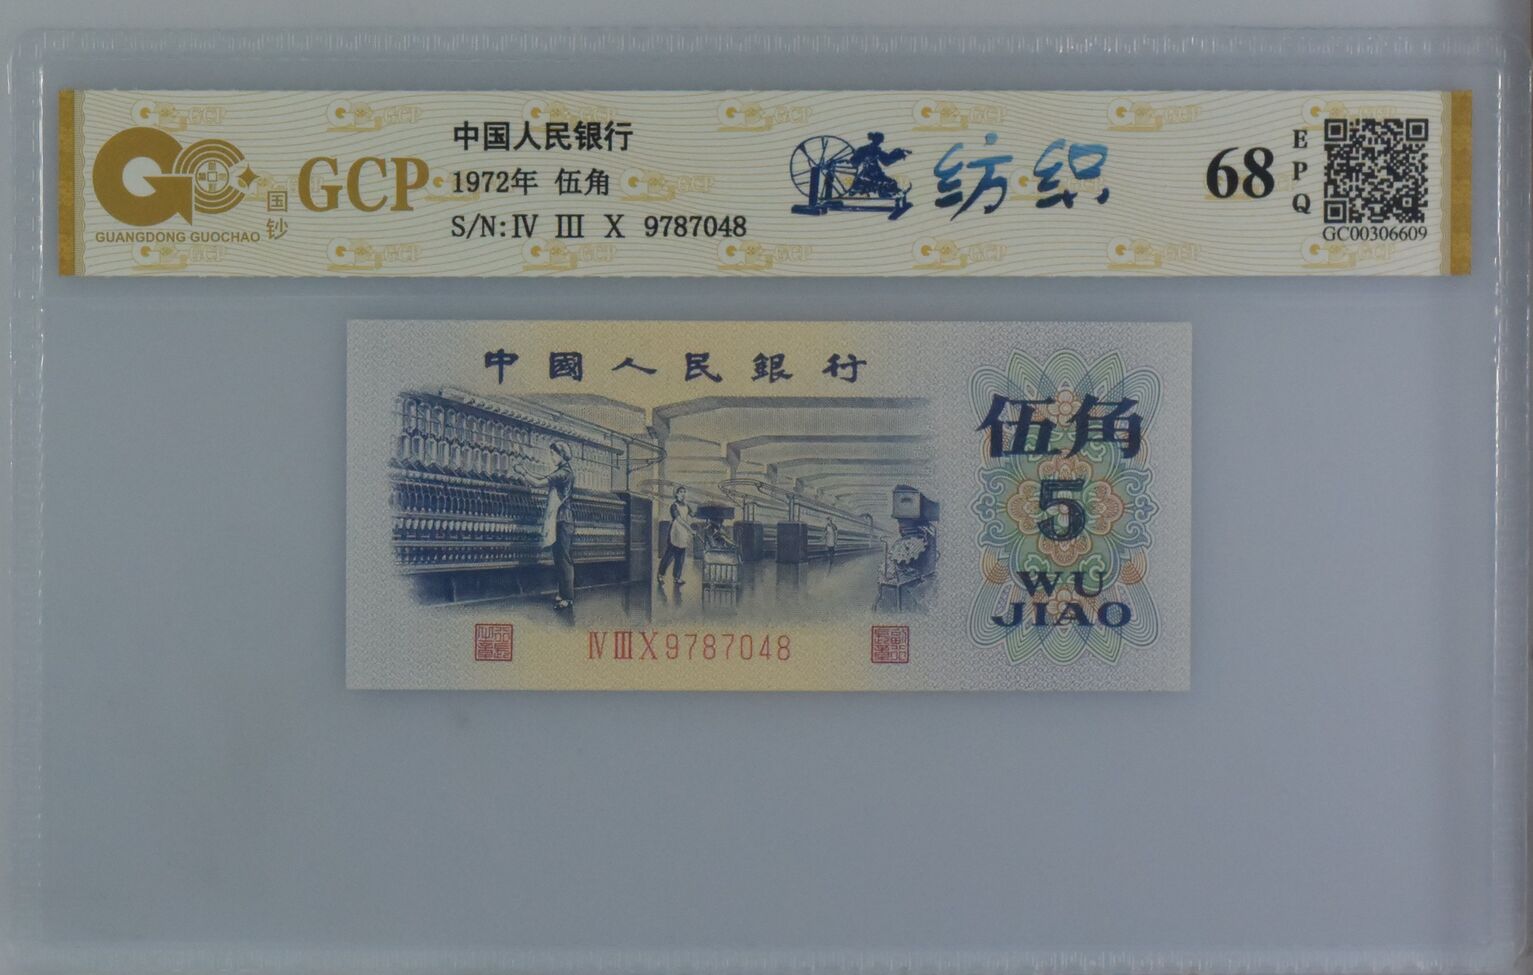 GUANGDONG GUOCHAO
国钞
GCP
中国人民银行
1972年 伍角
S/N:Ⅳ Ⅲ Ⅹ 9787048
纺织
68
EPQ
GC00306609
中國人民銀行
伍角
5
WU
JIAO
ⅣⅢⅩ9787048